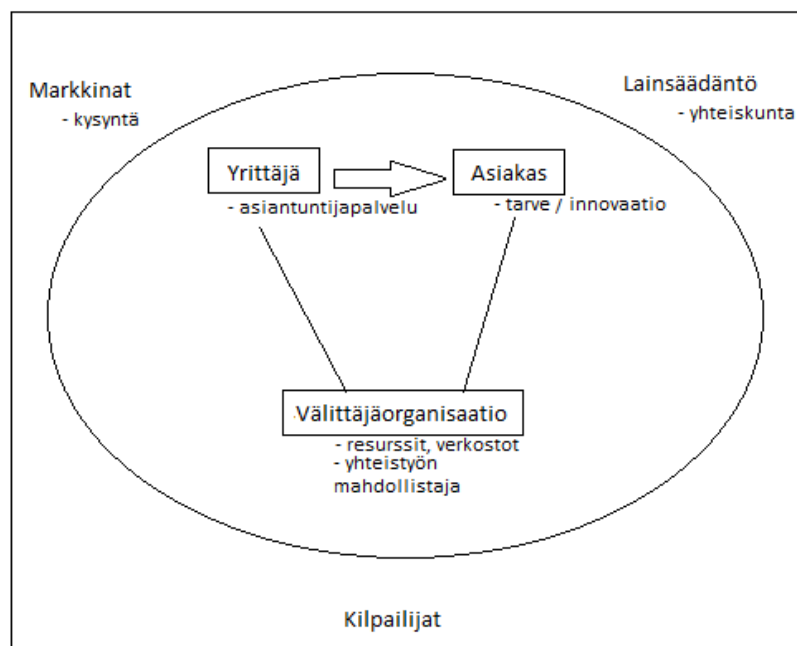 Markkinat
- kysyntä
Lainsäädäntö
- yhteiskunta
Yrittäjä
- asiantuntijapalvelu
Asiakas
- tarve / innovaatio
Välittäjäorganisaatio
- resurssit, verkostot
- yhteistyön
mahdollistaja
Kilpailijat